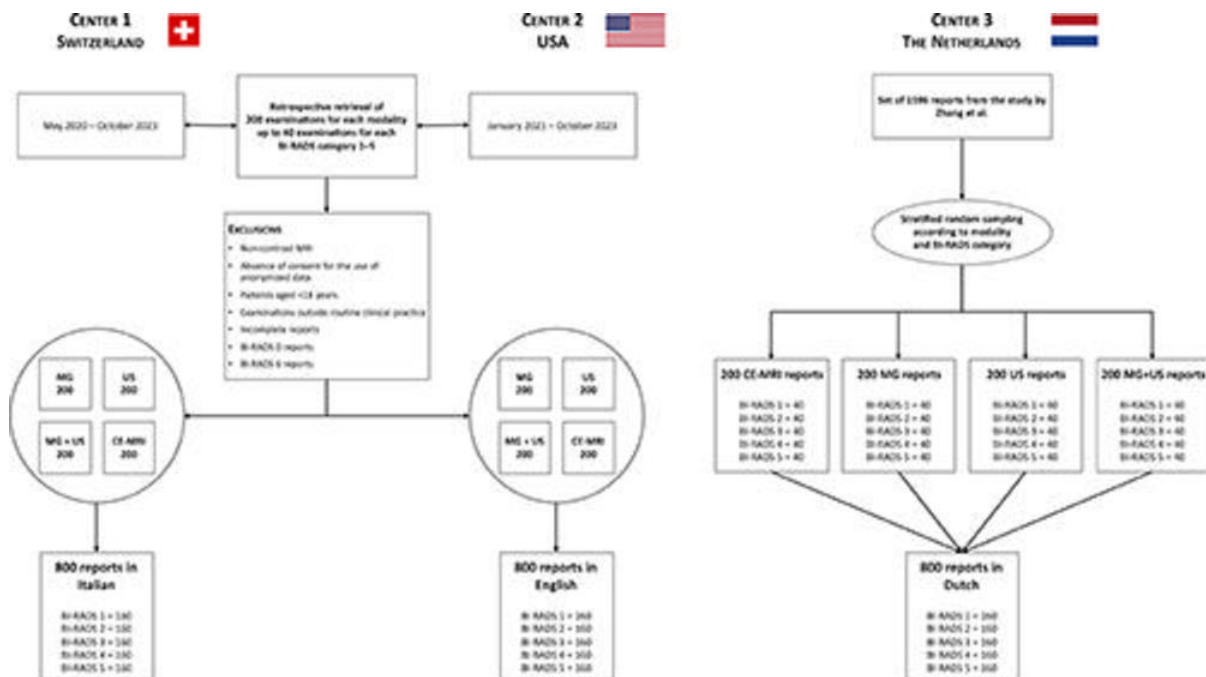 CENTER 1
SWITZERLAND
CENTER 2
USA
CENTER 3
THE NETHERLANDS
May 2020 – October 2023
Retrospective retrieval of
200 examinations for each modality
up to 40 examinations for each
BI-RADS category 1–5
January 2021 – October 2023
Set of reports from the study by
Zhang et al.
Stratified random sampling
according to modality
and BI-RADS category
EXCLUSIONS
• Non-contrast MRI
• Absence of consent for the use of
anonymized data
• Patients aged <18 years
• Examinations outside routine clinical practice
• Incomplete reports
• BI-RADS 0 reports
• BI-RADS 6 reports
MG
200
US
200
MG + US
200
CE-MRI
200
MG
200
US
200
MG + US
200
CE-MRI
200
200 CE-MRI reports
BI-RADS 1 = 40
BI-RADS 2 = 40
BI-RADS 3 = 40
BI-RADS 4 = 40
BI-RADS 5 = 40
200 MG reports
BI-RADS 1 = 40
BI-RADS 2 = 40
BI-RADS 3 = 40
BI-RADS 4 = 40
BI-RADS 5 = 40
200 US reports
BI-RADS 1 = 40
BI-RADS 2 = 40
BI-RADS 3 = 40
BI-RADS 4 = 40
BI-RADS 5 = 40
200 MG+US reports
BI-RADS 1 = 40
BI-RADS 2 = 40
BI-RADS 3 = 40
BI-RADS 4 = 40
BI-RADS 5 = 40
800 reports in
Italian
BI-RADS 1 = 160
BI-RADS 2 = 160
BI-RADS 3 = 160
BI-RADS 4 = 160
BI-RADS 5 = 160
800 reports in
English
BI-RADS 1 = 160
BI-RADS 2 = 160
BI-RADS 3 = 160
BI-RADS 4 = 160
BI-RADS 5 = 160
800 reports in
Dutch
BI-RADS 1 = 160
BI-RADS 2 = 160
BI-RADS 3 = 160
BI-RADS 4 = 160
BI-RADS 5 = 160